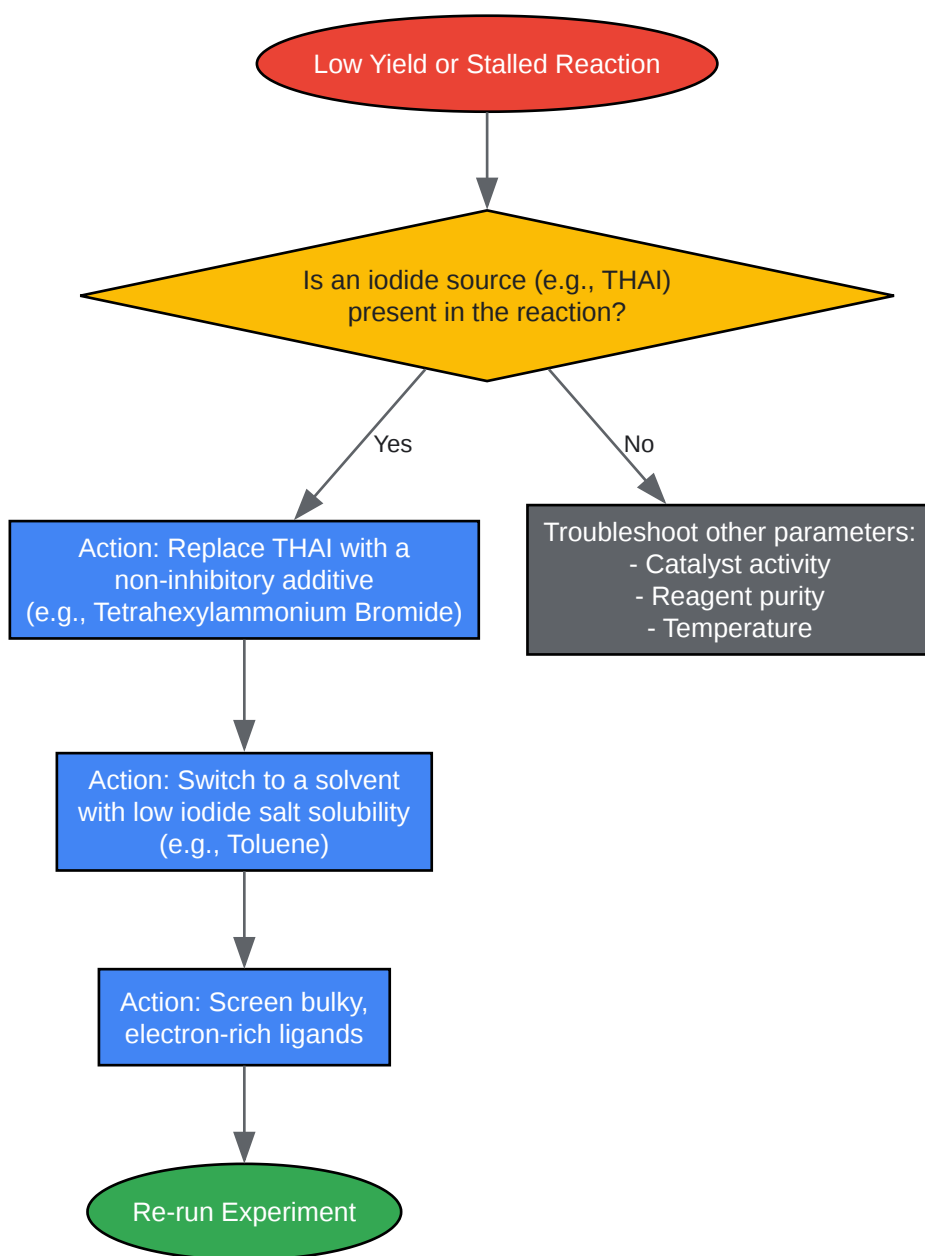 Low Yield or Stalled Reaction
Is an iodide source (e.g., THAI)
present in the reaction?
Yes
No
Action: Replace THAI with a
non-inhibitory additive
(e.g., Tetrahexylammonium Bromide)
Troubleshoot other parameters:
- Catalyst activity
- Reagent purity
- Temperature
Action: Switch to a solvent
with low iodide salt solubility
(e.g., Toluene)
Action: Screen bulky,
electron-rich ligands
Re-run Experiment